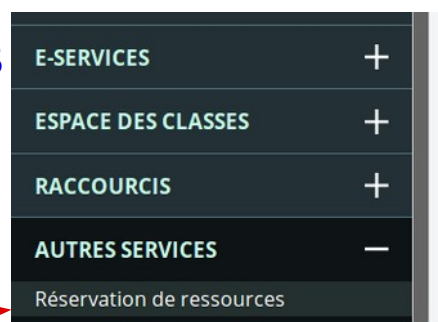 E-SERVICES
ESPACE DES CLASSES
RACCOURCIS
AUTRES SERVICES
Réservation de ressources